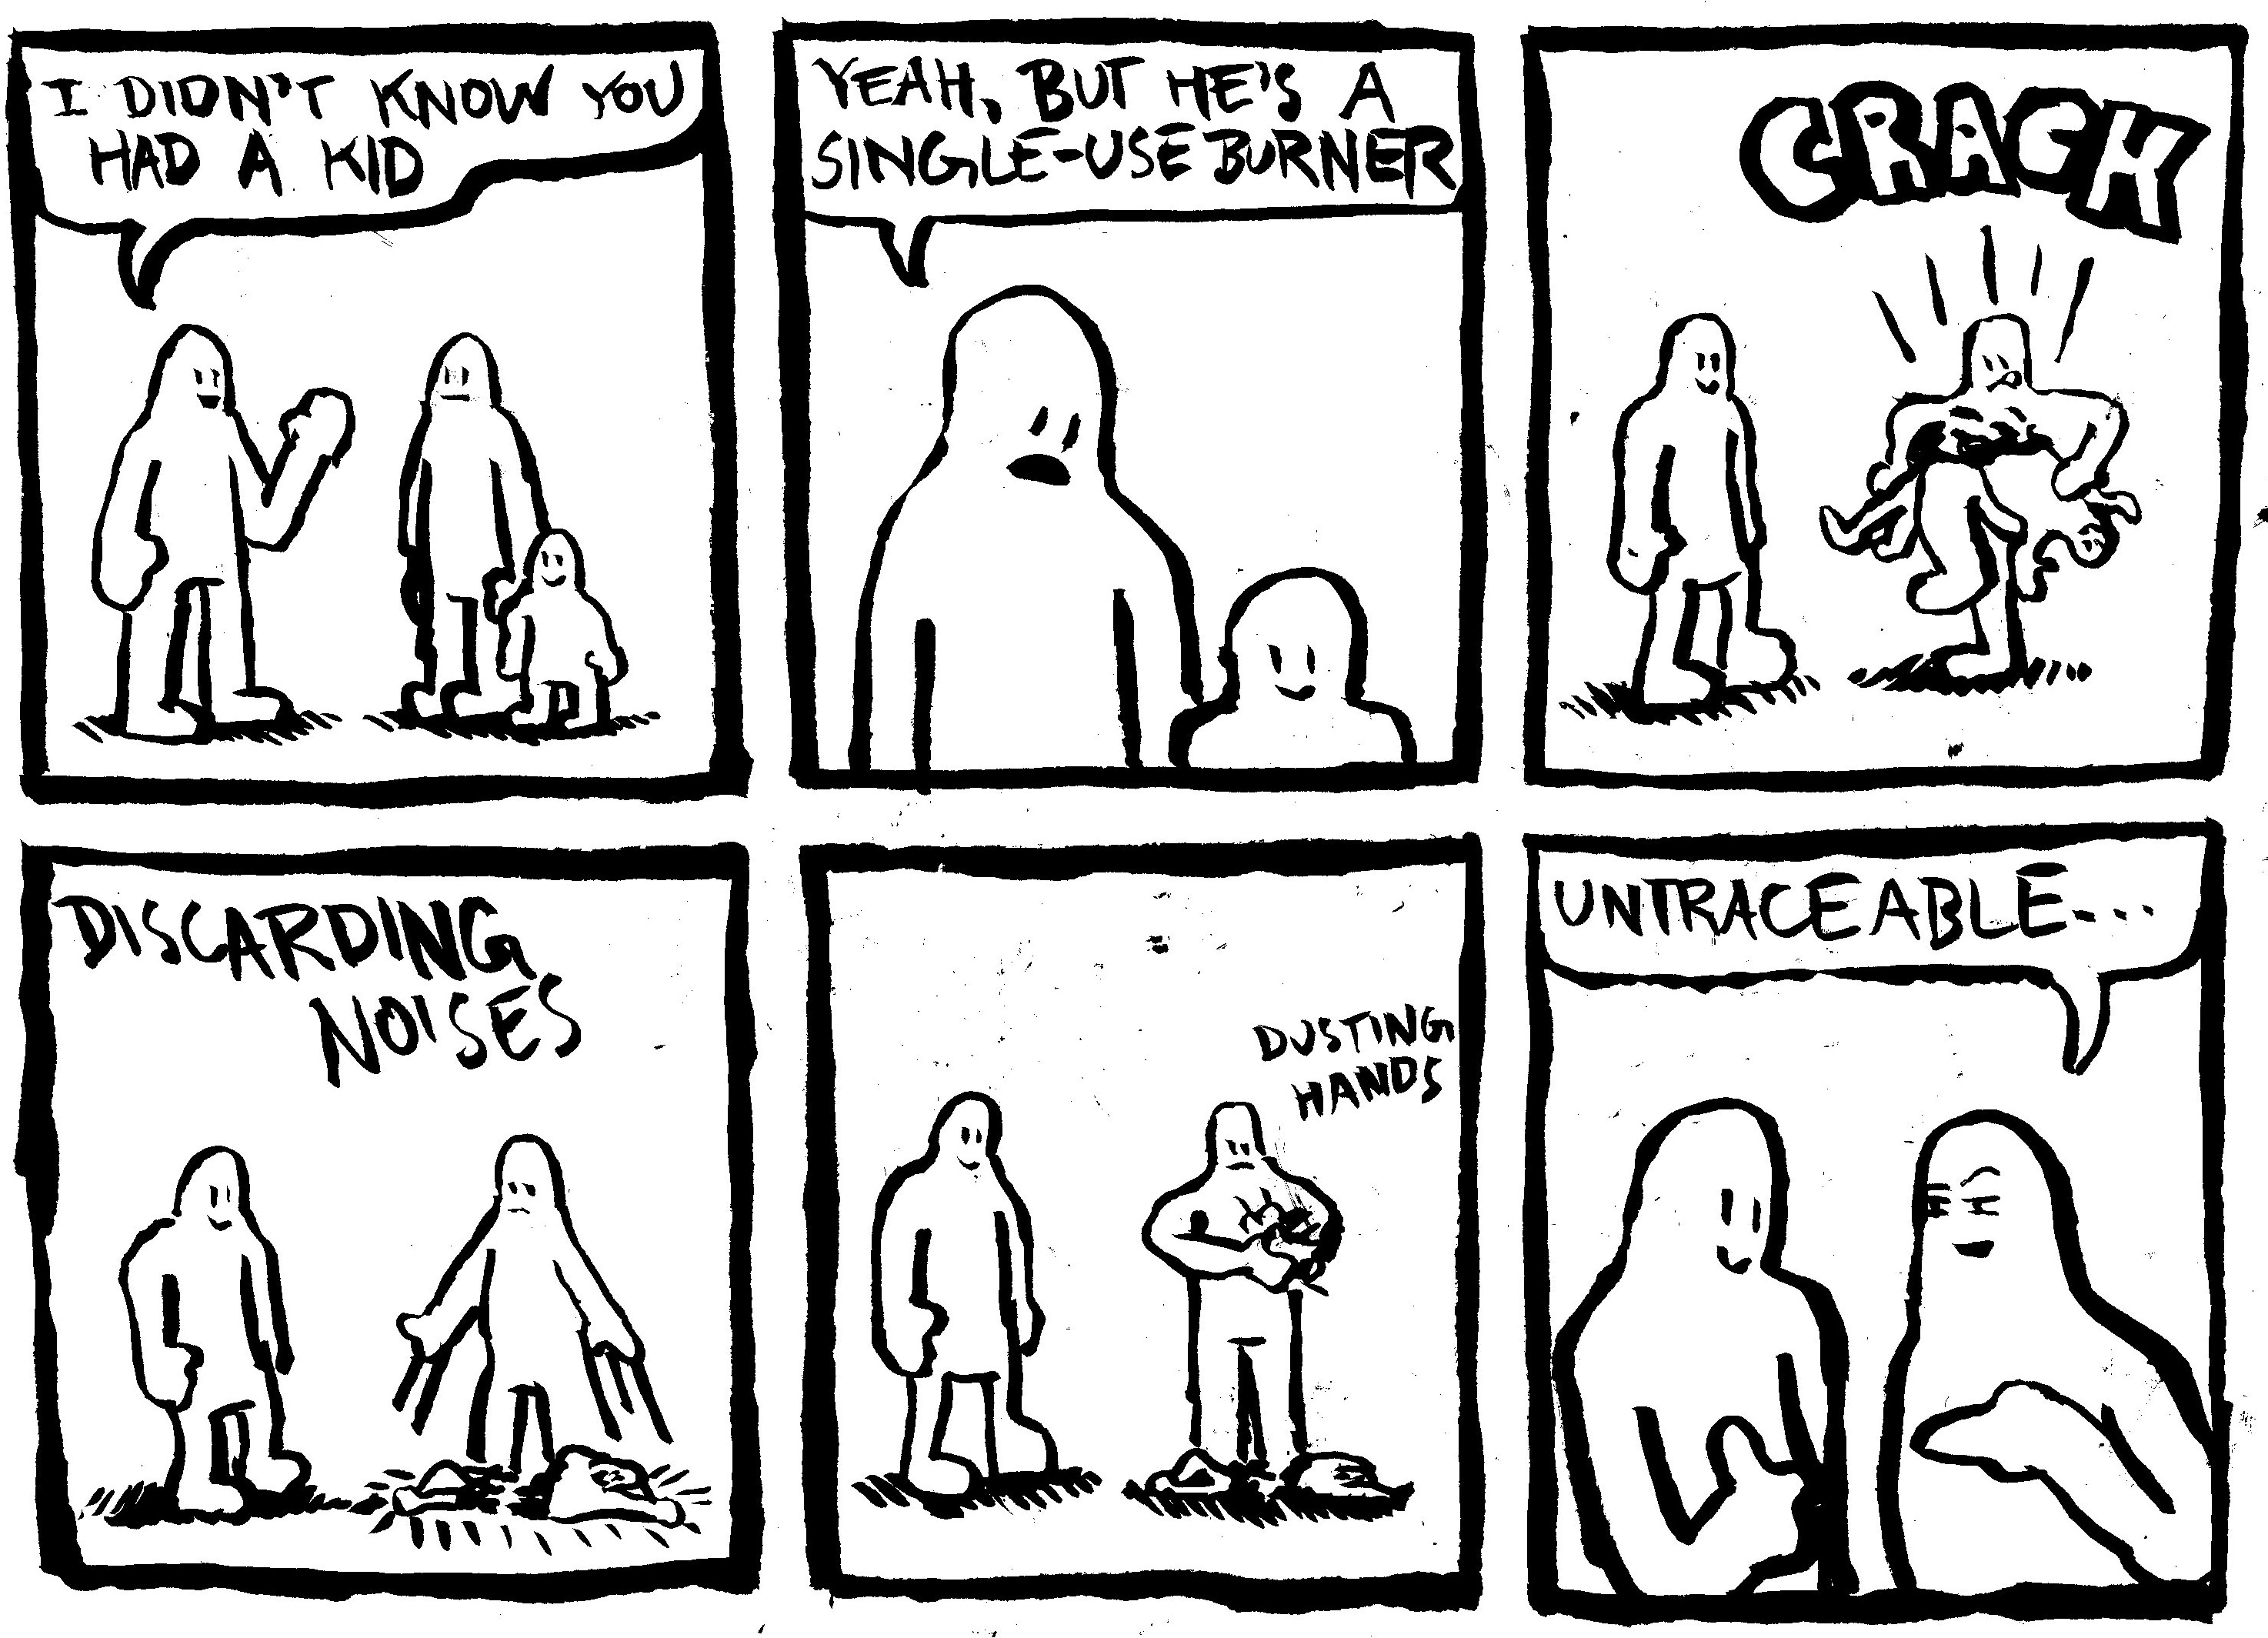 I DIDN'T KNOW YOU
HAD A KID
YEAH, BUT HE'S A
SINGLE-USE BURNER
CRACK
DISCARDING
NOISES
DUSTING
HANDS
UNTRACEABLE...